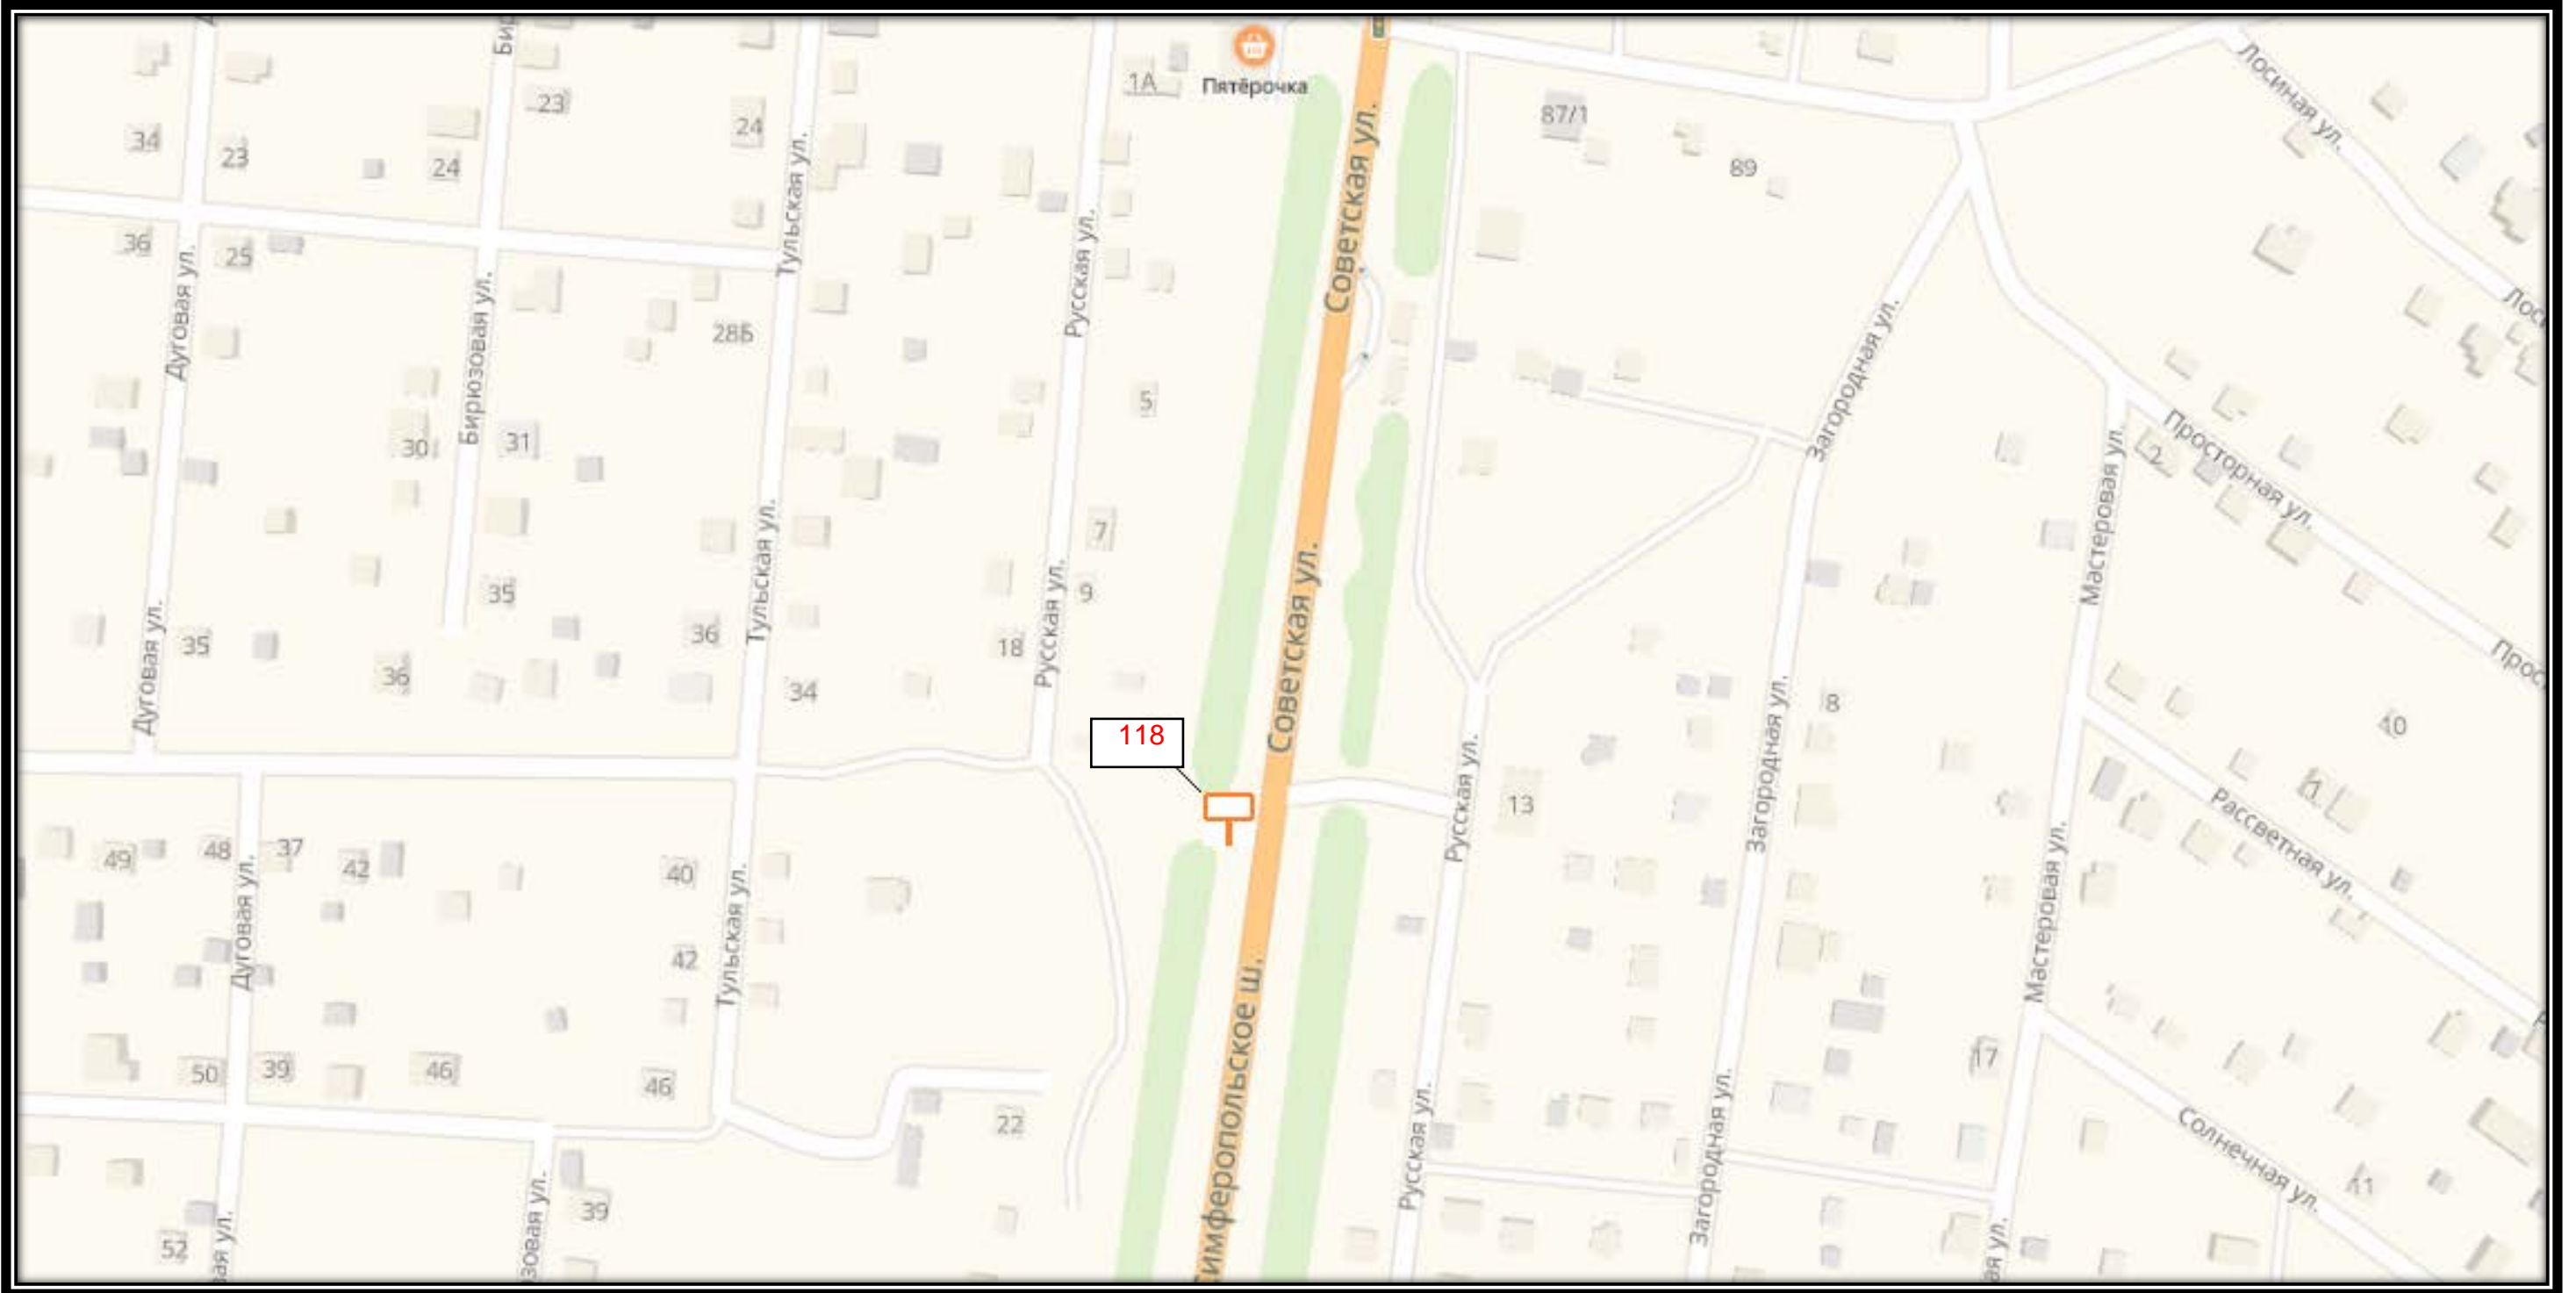 Пятёрочка
1А
23
34
23
24
24
87/1
89
Лосиная ул.
Советская ул.
Тульская ул.
Русская ул.
36
25
Дуговая ул.
Бирюзовая ул.
28Б
5
30
31
Загородная ул.
Просторная ул.
2
Мастеровая ул.
7
9
Тульская ул.
Русская ул.
Советская ул.
35
35
36
36
18
34
Дуговая ул.
118
8
40
Загородная ул.
Русская ул.
13
11
Рассветная ул.
Мастеровая ул.
49
48
37
42
40
Дуговая ул.
Тульская ул.
42
Симферопольское ш.
50
39
46
46
22
17
Русская ул.
Загородная ул.
Солнечная ул.
39
52